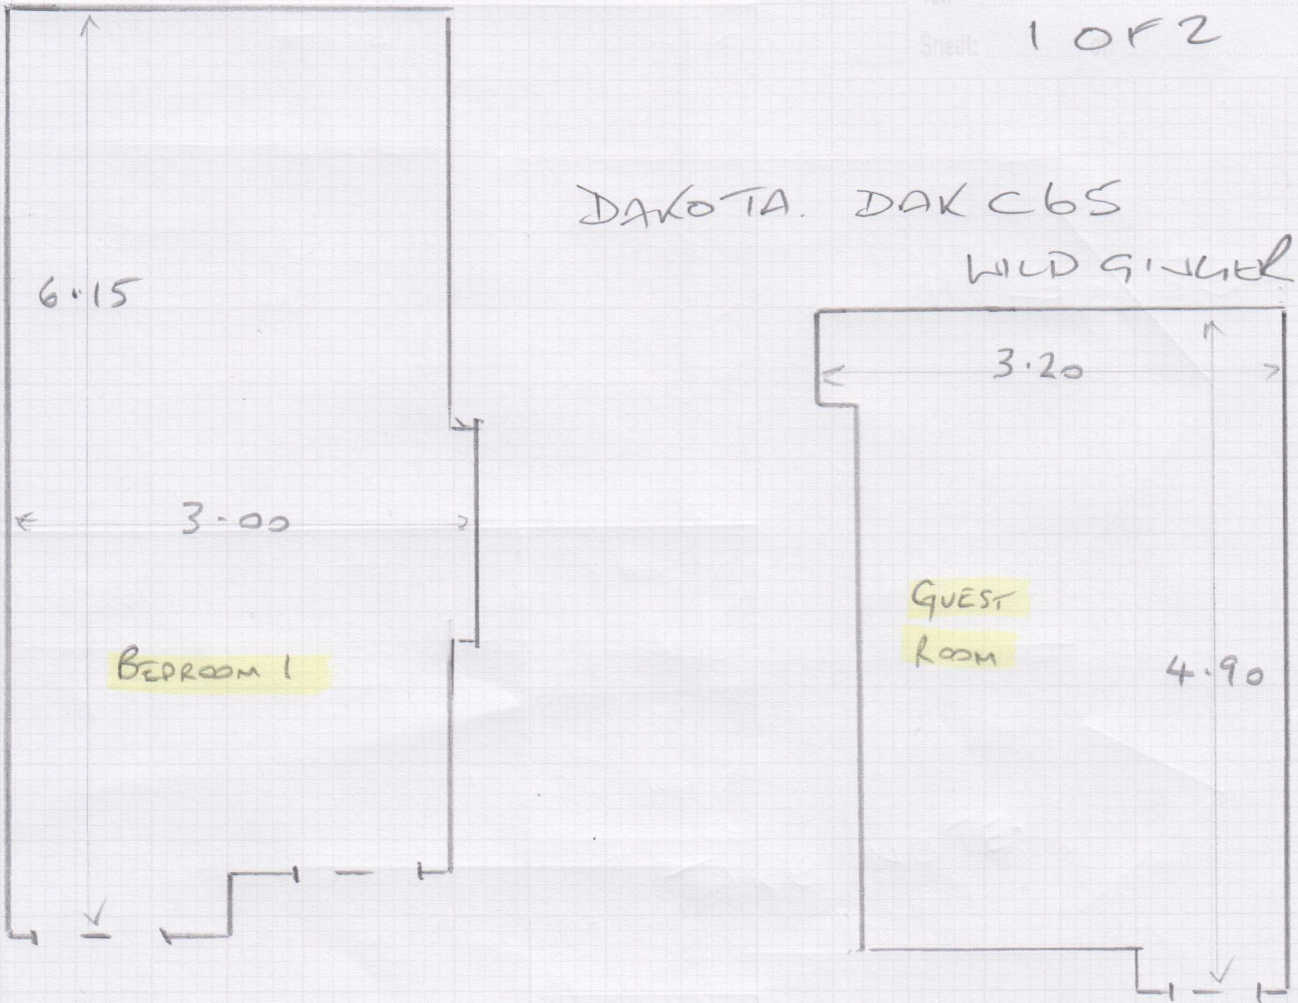 Sheet: 1 OF 2
DAKOTA. DAK C65
WILD GINGER
6.15
3.20
3.00
GUEST
ROOM
BEDROOM 1
4.90